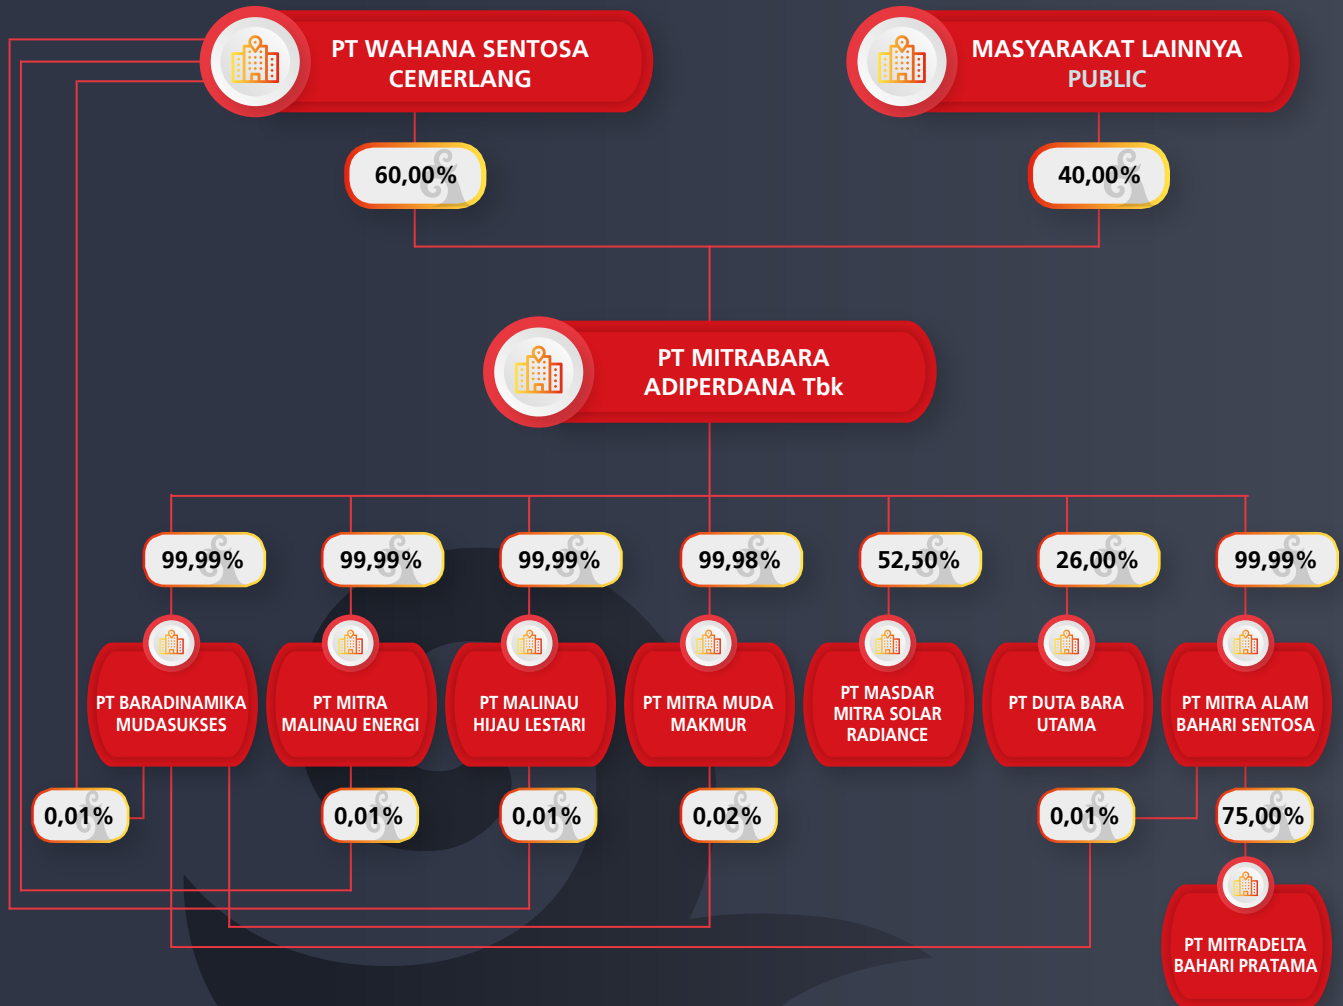 PT WAHANA SENTOSA
CEMERLANG
MASYARAKAT LAINNYA
PUBLIC
60,00%
40,00%
PT MITRABARA
ADIPERDANA Tbk
99,99%
99,99%
99,99%
99,98%
52,50%
26,00%
99,99%
PT BARADINAMIKA
MUDASUKSES
PT MITRA
MALINAU ENERGI
PT MALINAU
HIJAU LESTARI
PT MITRA MUDA
MAKMUR
PT MASDAR
MITRA SOLAR
RADIANCE
PT DUTA BARA
UTAMA
PT MITRA ALAM
BAHARI SENTOSA
0,01%
0,01%
0,01%
0,02%
0,01%
75,00%
PT MITRADELTA
BAHARI PRATAMA